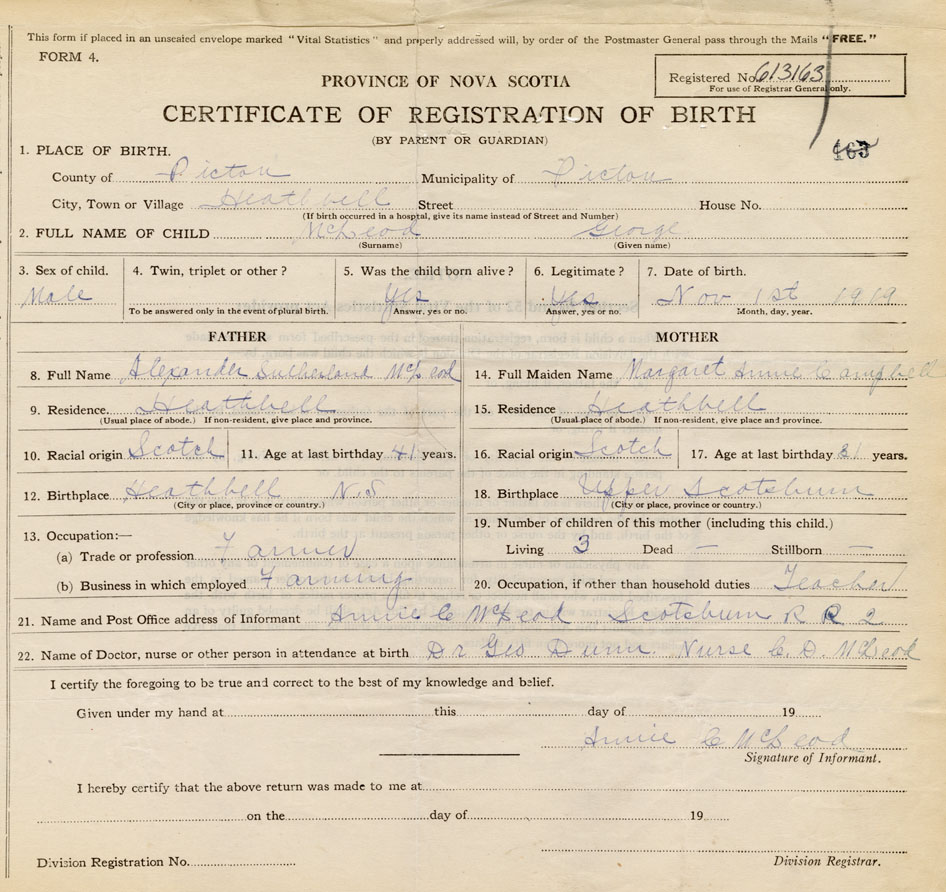 This form if placed in an unsealed envelope marked "Vital Statistics" and properly addressed will, by order of the Postmaster General pass through the Mails "FREE."
FORM 4.
Registered No. 613163
For use of Registrar General only.
PROVINCE OF NOVA SCOTIA
CERTIFICATE OF REGISTRATION OF BIRTH
(BY PARENT OR GUARDIAN)
163
1. PLACE OF BIRTH.
County of Pictou Municipality of Pictou
City, Town or Village Heathbell Street House No.
(If birth occurred in a hospital, give its name instead of Street and Number)
2. FULL NAME OF CHILD McLeod George
(Surname) (Given name)
3. Sex of child. 4. Twin, triplet or other? 5. Was the child born alive? 6. Legitimate? 7. Date of birth.
Male Yes Yes Nov 1st 1919
To be answered only in the event of plural birth. Answer, yes or no. Answer, yes or no. Month, day, year.
FATHER MOTHER
8. Full Name Alexander Sutherland McLeod 14. Full Maiden Name Margaret Annie Campbell
9. Residence. Heathbell 15. Residence Heathbell
(Usual place of abode.) If non-resident, give place and province. (Usual place of abode.) If non-resident, give place and province.
10. Racial origin Scotch 11. Age at last birthday 41 years. 16. Racial origin Scotch 17. Age at last birthday 31 years.
12. Birthplace Heathbell N.S 18. Birthplace Upper Scotsburn
(City or place, province or country.) (City or place, province or country.)
19. Number of children of this mother (including this child.)
13. Occupation:—
(a) Trade or profession Farmer Living 3 Dead — Stillborn —
(b) Business in which employed Farming 20. Occupation, if other than household duties Teacher
21. Name and Post Office address of Informant Annie C McLeod Scotsburn R R 2
22. Name of Doctor, nurse or other person in attendance at birth Dr Geo Dunn Nurse C. D. McLeod
I certify the foregoing to be true and correct to the best of my knowledge and belief.
Given under my hand at this day of 19
Annie C McLeod
Signature of Informant.
I hereby certify that the above return was made to me at
on the day of 19
Division Registration No. Division Registrar.